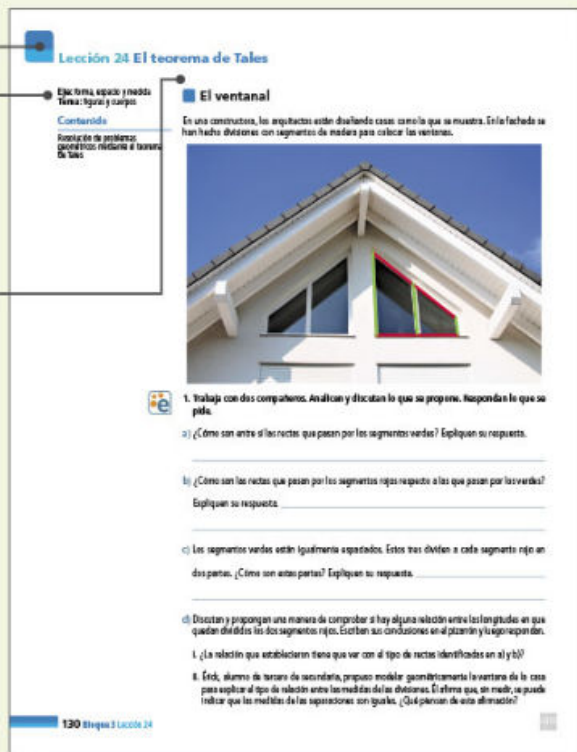 Lección 24 El teorema de Tales
Eje: forma, espacio y medida
Tema: figuras y cuerpos
Contenido
Resolución de problemas
geométricos mediante el teorema
de Tales
El ventanal
En una constructora, los arquitectos están diseñando casas como la que se muestra. En la fachada se
han hecho divisiones con segmentos de madera para colocar las ventanas.
1. Trabaja con dos compañeros. Analicen y discutan lo que se propone. Respondan lo que se
pide.
a) ¿Cómo son entre sí las rectas que pasan por los segmentos verdes? Expliquen su respuesta.
b) ¿Cómo son las rectas que pasan por los segmentos rojos respecto a las que pasan por los verdes?
Expliquen su respuesta.
c) Los segmentos verdes están igualmente espaciados. Estos tres dividen a cada segmento rojo en
dos partes. ¿Cómo son estas partes? Expliquen su respuesta.
d) Discutan y propongan una manera de comprobar si hay alguna relación entre las longitudes en que
quedan divididos los dos segmentos rojos. Escriban sus conclusiones en el pizarrón y luego respondan.
I. ¿La relación que establecieron tiene que ver con el tipo de rectas identificadas en a) y b)?
II. Érick, alumno de tercero de secundaria, propuso modelar geométricamente la ventana de la casa
para explicar el tipo de relación entre las medidas de las divisiones. Él afirma que, sin medir, se puede
indicar que las medidas de las separaciones son iguales. ¿Qué piensan de esta afirmación?
130 Bloque 3 Lección 24